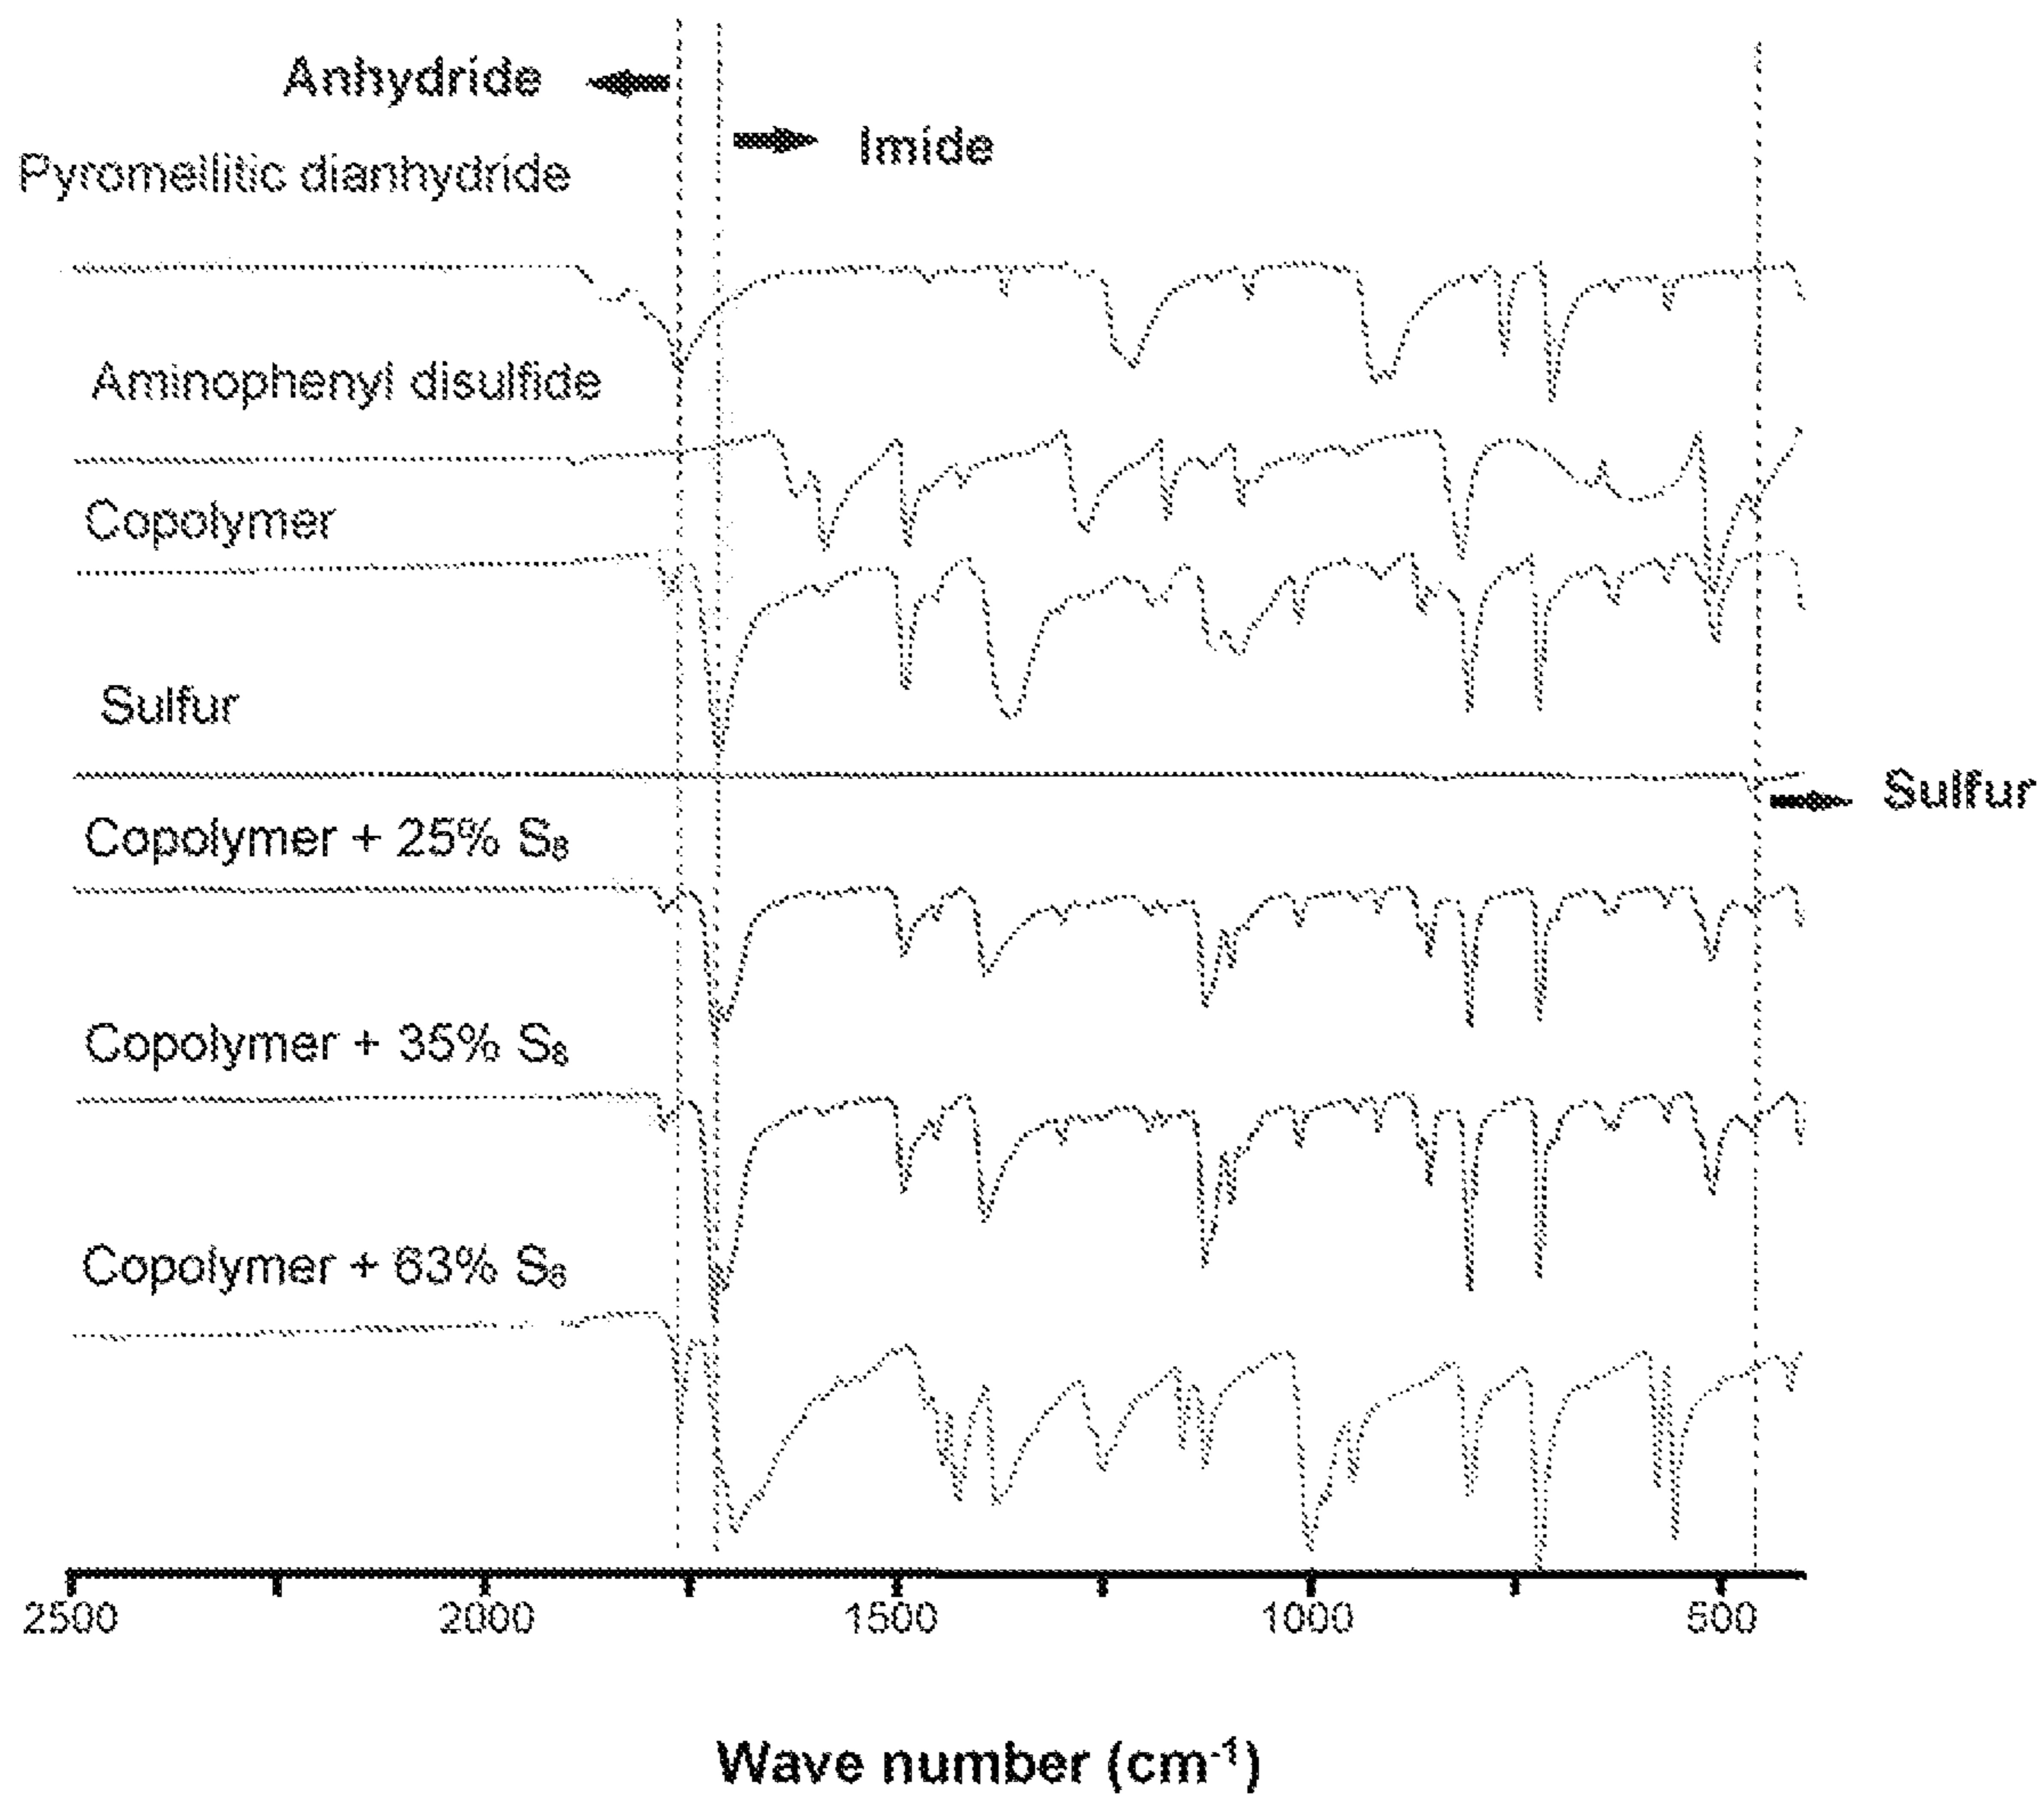 Anhydride
Imide
Pyromellitic dianhydride
Aminophenyl disulfide
Copolymer
Sulfur
Sulfur
Copolymer + 25% S₈
Copolymer + 35% S₈
Copolymer + 63% S₈
2500 2000 1500 1000 500
Wave number (cm⁻¹)